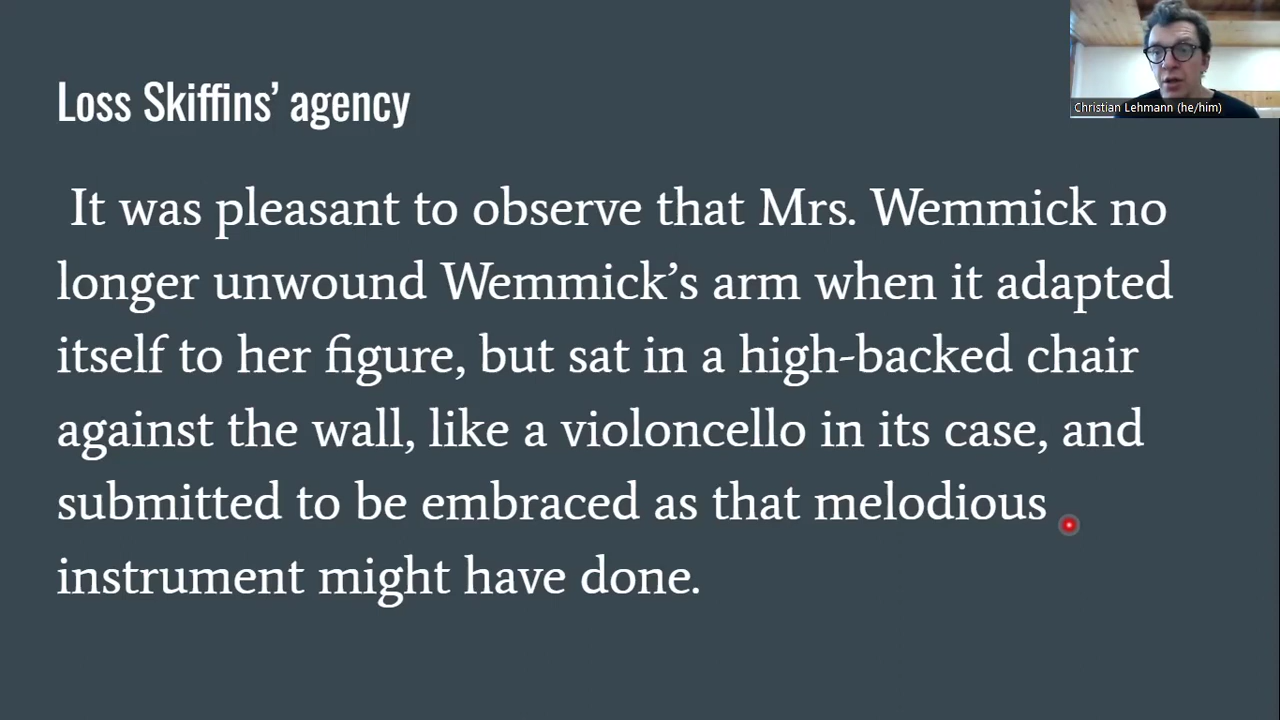 Loss Skiffins’ agency
Christian Lehmann (he/him)
It was pleasant to observe that Mrs. Wemmick no
longer unwound Wemmick’s arm when it adapted
itself to her figure, but sat in a high-backed chair
against the wall, like a violoncello in its case, and
submitted to be embraced as that melodious
instrument might have done.